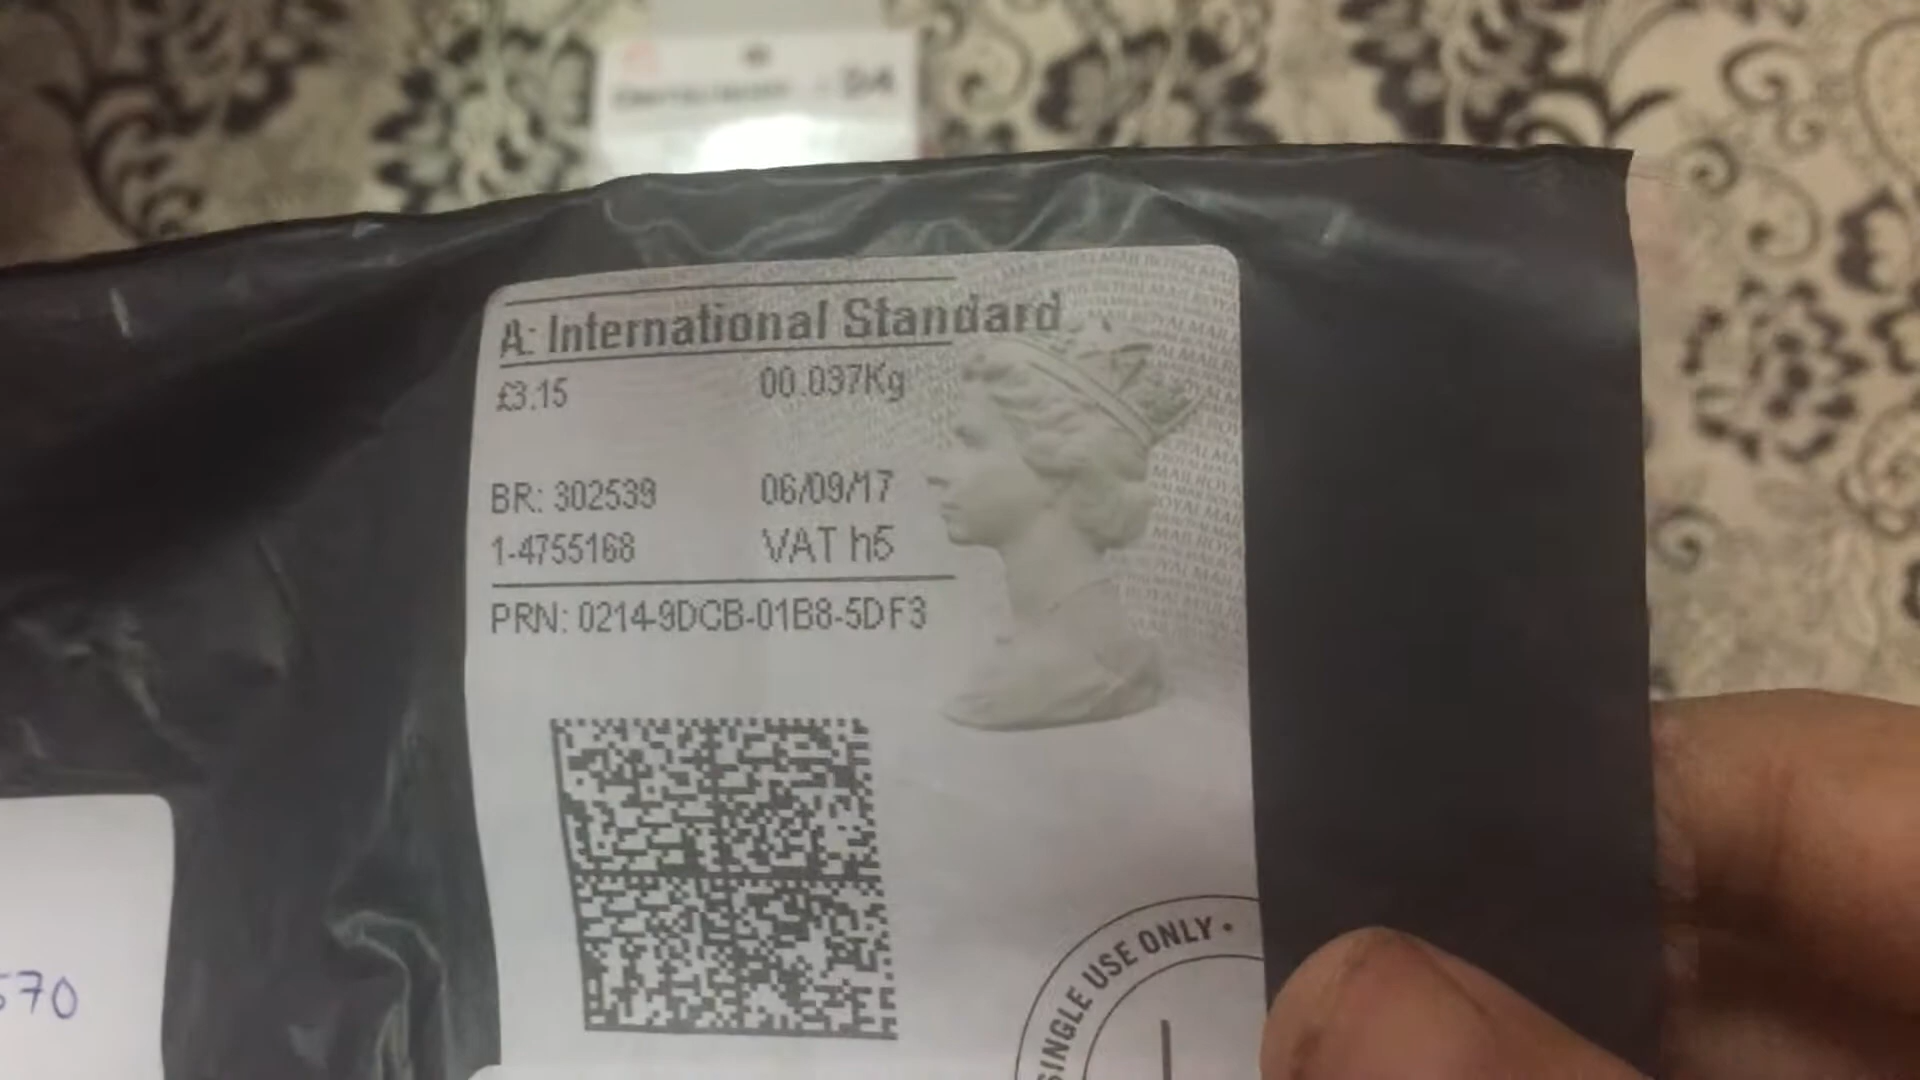 A: International Standard
£3.15 00.037Kg
BR: 302539 06/09/17
1-4755168 VAT h5
PRN: 0214-9DCB-01B8-5DF3
SINGLE USE ONLY •
570